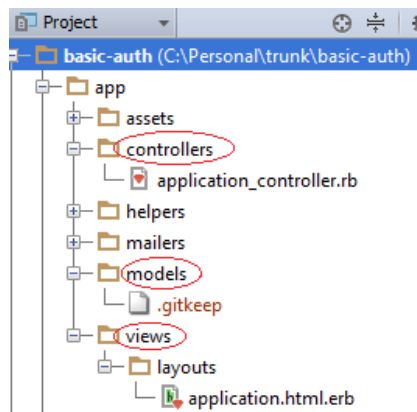 Project
basic-auth (C:\Personal\trunk\basic-auth)
app
assets
controllers
application_controller.rb
helpers
mailers
models
.gitkeep
views
layouts
application.html.erb